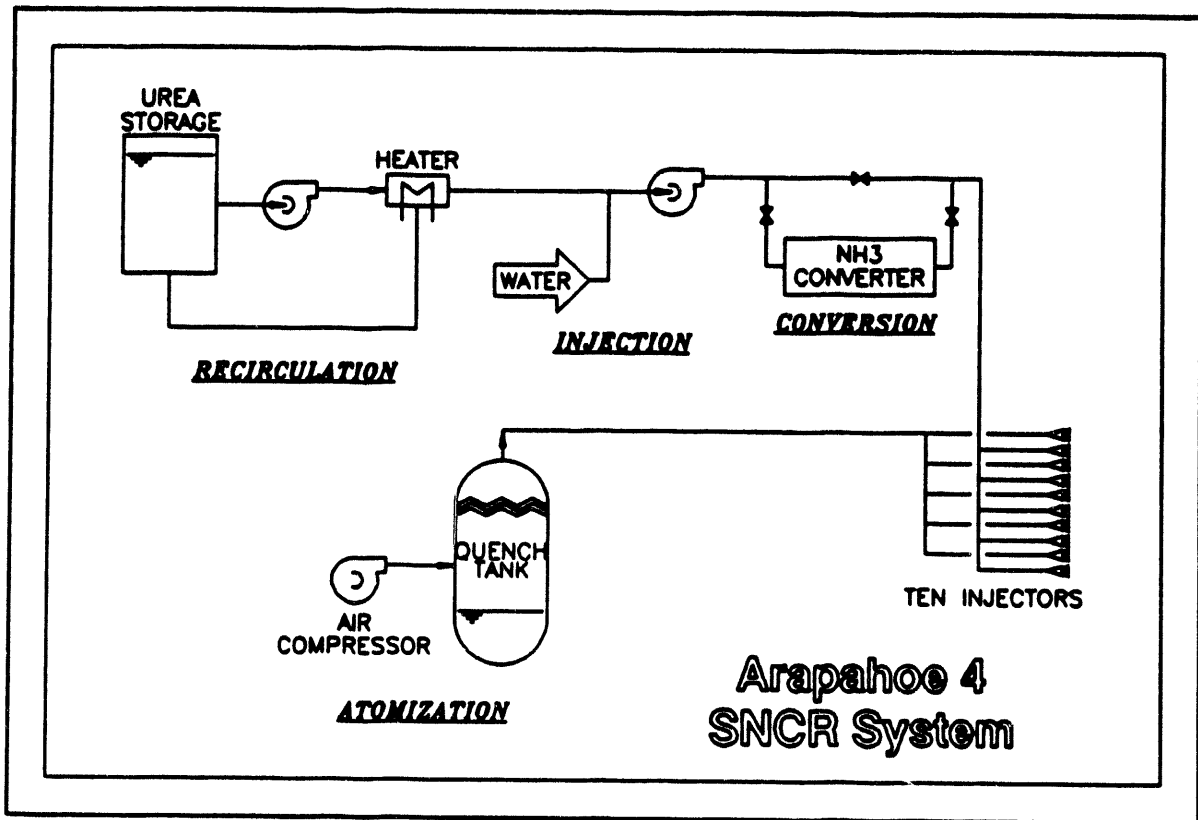 UREA
STORAGE
HEATER
WATER
NH3
CONVERTER
CONVERSION
INJECTION
RECIRCULATION
QUENCH
TANK
AIR
COMPRESSOR
TEN INJECTORS
ATOMIZATION
Arapahoe 4
SNCR System